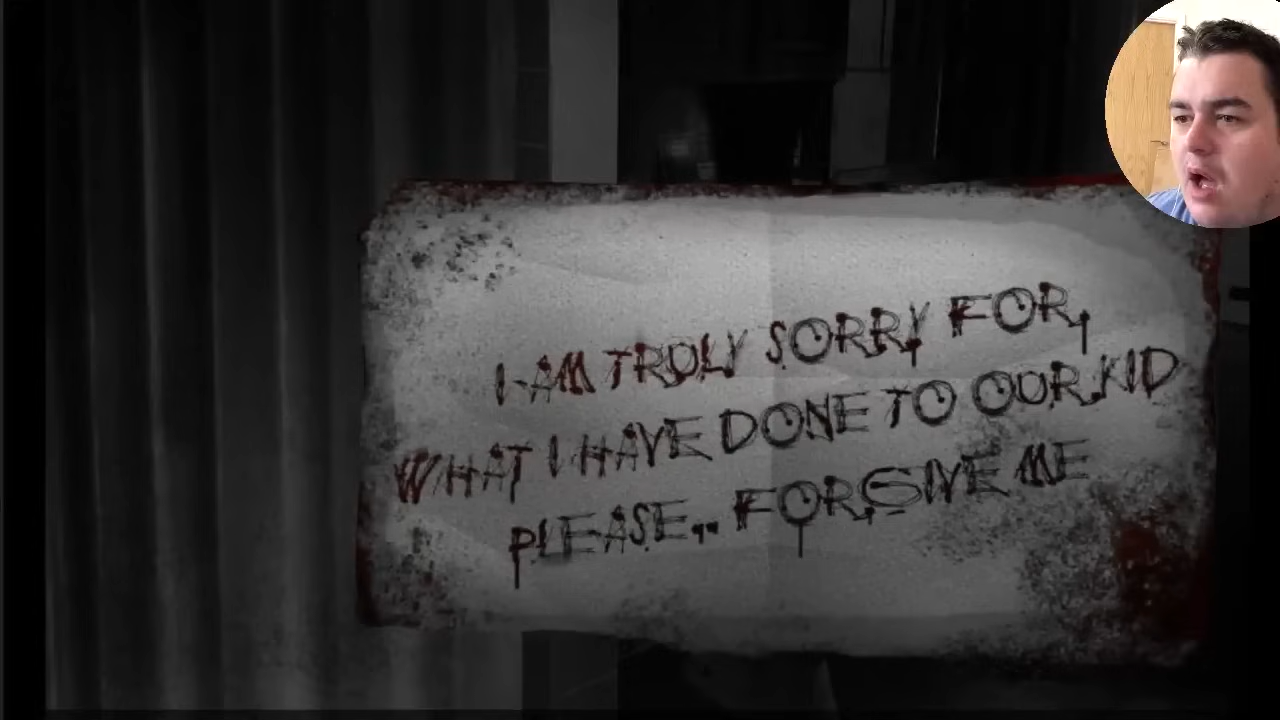 I AM TRULY SORRY FOR,
WHAT I HAVE DONE TO OUR KID
PLEASE.. FORGIVE ME